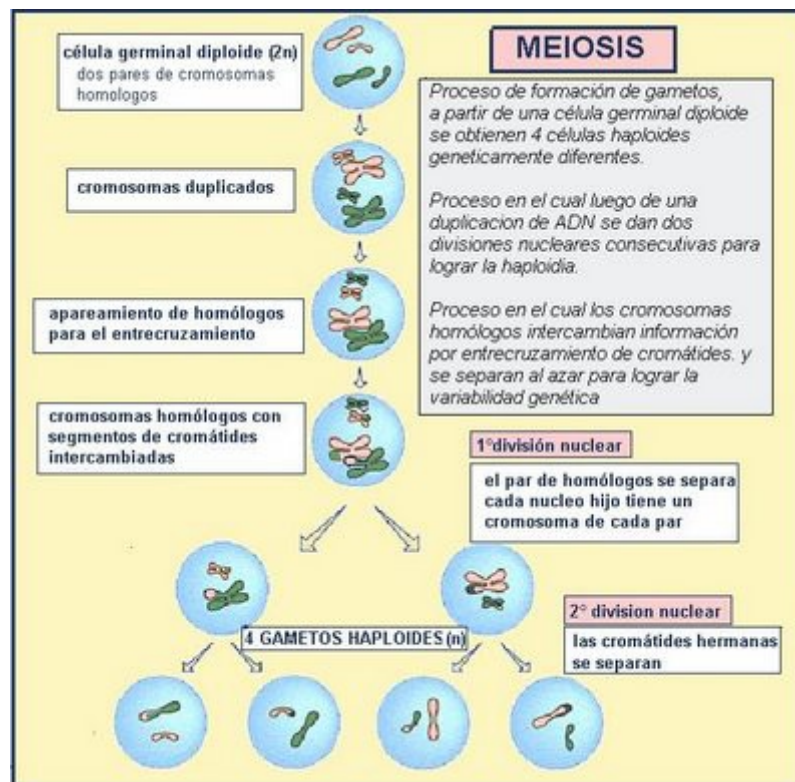 MEIOSIS
célula germinal diploide (2n)
dos pares de cromosomas
homologos
Proceso de formación de gametos,
a partir de una célula germinal diploide
se obtienen 4 células haploides
geneticamente diferentes.
Proceso en el cual luego de una
duplicacion de ADN se dan dos
divisiones nucleares consecutivas para
lograr la haploidia.
Proceso en el cual los cromosomas
homólogos intercambian información
por entrecruzamiento de cromátides. y
se separan al azar para lograr la
variabilidad genética
cromosomas duplicados
apareamiento de homólogos
para el entrecruzamiento
cromosomas homólogos con
segmentos de cromátides
intercambiadas
1°división nuclear
el par de homólogos se separa
cada nucleo hijo tiene un
cromosoma de cada par
2° division nuclear
las cromátides hermanas
se separan
4 GAMETOS HAPLOIDES (n)